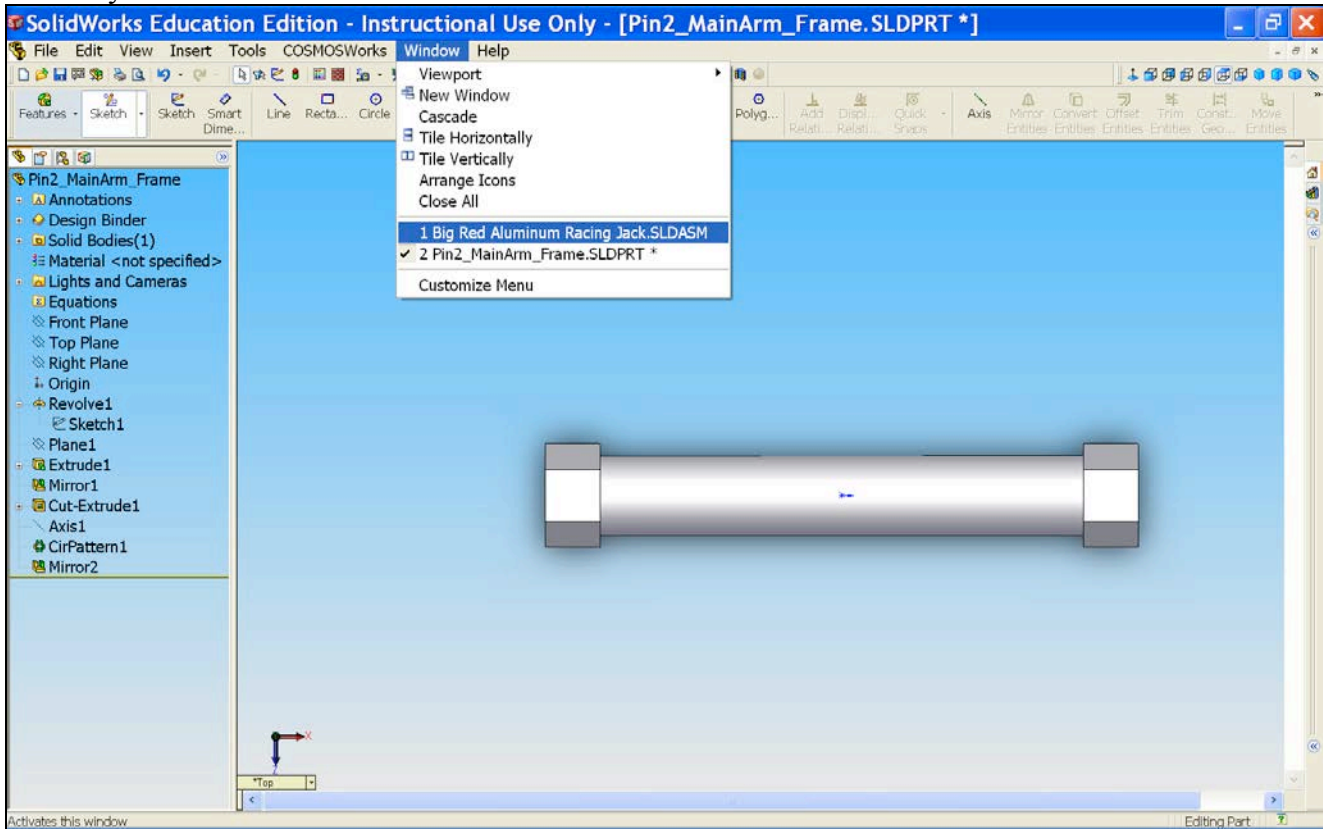 SolidWorks Education Edition - Instructional Use Only - [Pin2_MainArm_Frame.SLDPRT *]
File Edit View Insert Tools COSMOSWorks Window Help
Features Sketch Sketch Smart Dime... Line Recta... Circle Polyg... Add Relati... Displ... Relati... Quick Snaps Axis Mirror Entities Convert Entities Offset Entities Trim Entities Const... Geo... Move Entities
Viewport
New Window
Cascade
Tile Horizontally
Tile Vertically
Arrange Icons
Close All
1 Big Red Aluminum Racing Jack.SLDASM
2 Pin2_MainArm_Frame.SLDPRT *
Customize Menu
Pin2_MainArm_Frame
Annotations
Design Binder
Solid Bodies(1)
Material <not specified>
Lights and Cameras
Equations
Front Plane
Top Plane
Right Plane
Origin
Revolve1
Sketch1
Plane1
Extrude1
Mirror1
Cut-Extrude1
Axis1
CirPattern1
Mirror2
X
Z
*Top
Activates this window
Editing Part